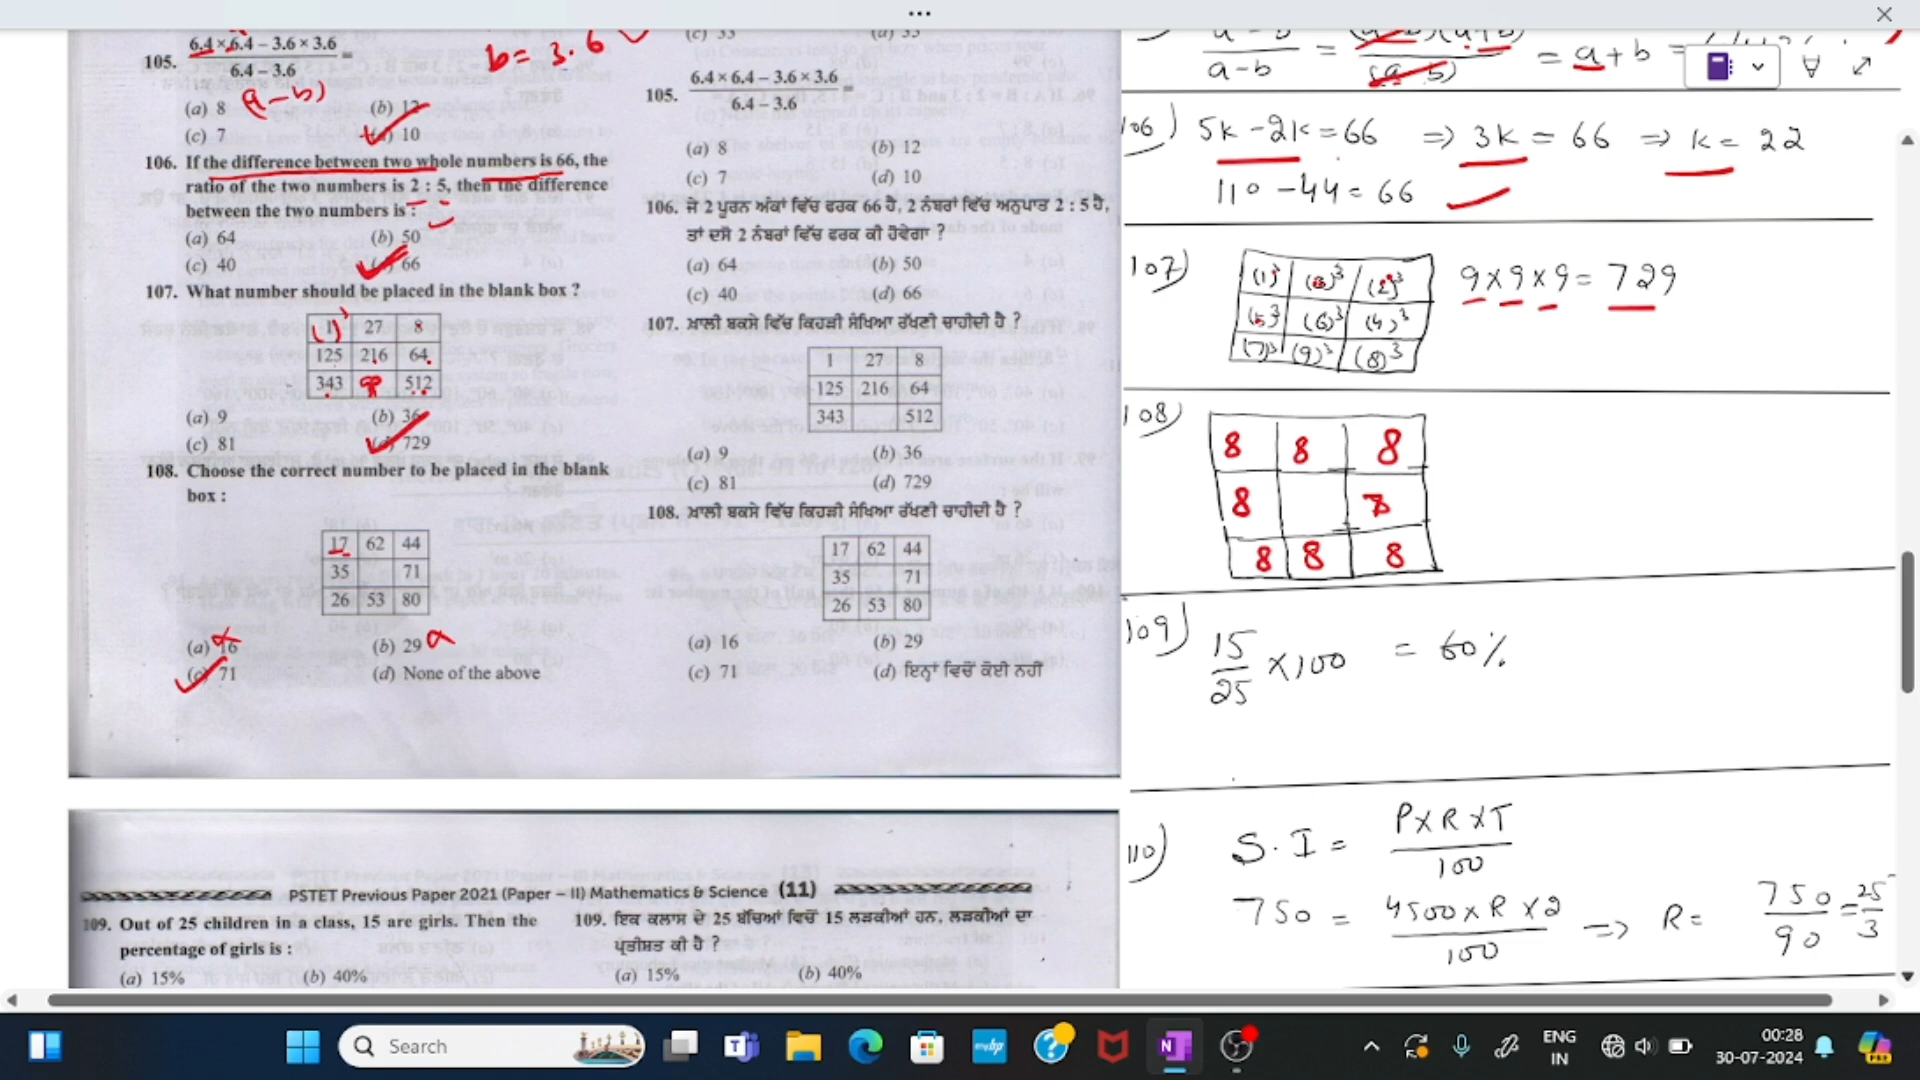 6.4 × 6.4 – 3.6 × 3.6
105. =
6.4 – 3.6
b = 3.6
(a–b)
(a) 8 (b) 12
(c) 7 (d) 10
106. If the difference between two whole numbers is 66, the
ratio of the two numbers is 2 : 5, then the difference
between the two numbers is :
(a) 64 (b) 50
(c) 40 (d) 66
107. What number should be placed in the blank box ?
1 27 8
125 216 64
343 512
(a) 9 (b) 36
(c) 81 (d) 729
108. Choose the correct number to be placed in the blank
box :
17 62 44
35 71
26 53 80
(a) 16 (b) 29
(c) 71 (d) None of the above
(c) 33 (d) 35
6.4 × 6.4 – 3.6 × 3.6
105. =
6.4 – 3.6
(a) 8 (b) 12
(c) 7 (d) 10
106. ਜੇ 2 ਪੂਰਨ ਅੰਕਾਂ ਵਿੱਚ ਫਰਕ 66 ਹੈ, 2 ਨੰਬਰਾਂ ਵਿੱਚ ਅਨੁਪਾਤ 2 : 5 ਹੈ,
ਤਾਂ ਦਸੋ 2 ਨੰਬਰਾਂ ਵਿੱਚ ਫਰਕ ਕੀ ਹੋਵੇਗਾ ?
(a) 64 (b) 50
(c) 40 (d) 66
107. ਖ਼ਾਲੀ ਬਕਸੇ ਵਿੱਚ ਕਿਹੜੀ ਸੰਖਿਆ ਰੱਖਣੀ ਚਾਹੀਦੀ ਹੈ ?
1 27 8
125 216 64
343 512
(a) 9 (b) 36
(c) 81 (d) 729
108. ਖ਼ਾਲੀ ਬਕਸੇ ਵਿੱਚ ਕਿਹੜੀ ਸੰਖਿਆ ਰੱਖਣੀ ਚਾਹੀਦੀ ਹੈ ?
17 62 44
35 71
26 53 80
(a) 16 (b) 29
(c) 71 (d) ਇਨ੍ਹਾਂ ਵਿਚੋਂ ਕੋਈ ਨਹੀਂ
PSTET Previous Paper 2021 (Paper – II) Mathematics & Science (11)
109. Out of 25 children in a class, 15 are girls. Then the
percentage of girls is :
(a) 15% (b) 40%
109. ਇਕ ਕਲਾਸ ਦੇ 25 ਬੱਚਿਆਂ ਵਿਚੋਂ 15 ਲੜਕੀਆਂ ਹਨ, ਲੜਕੀਆਂ ਦਾ
ਪ੍ਰਤੀਸ਼ਤ ਕੀ ਹੈ ?
(a) 15% (b) 40%
a – b = (a+b) = a + b =
106) 5k – 2k = 66 ⇒ 3k = 66 ⇒ k = 22
110 – 44 = 66
107) (1)³ (3)³ (2)³ 9×9×9 = 729
(5)³ (6)³ (4)³
(7)³ (9)³ (8)³
108) 8 8 8
8 8
8 8 8
109) 15/25 × 100 = 60%
110) S.I = P×R×T/100
750 = 4500×R×2/100 ⇒ R = 750/90 = 25/3
Search
ENG
IN
00:28
30-07-2024